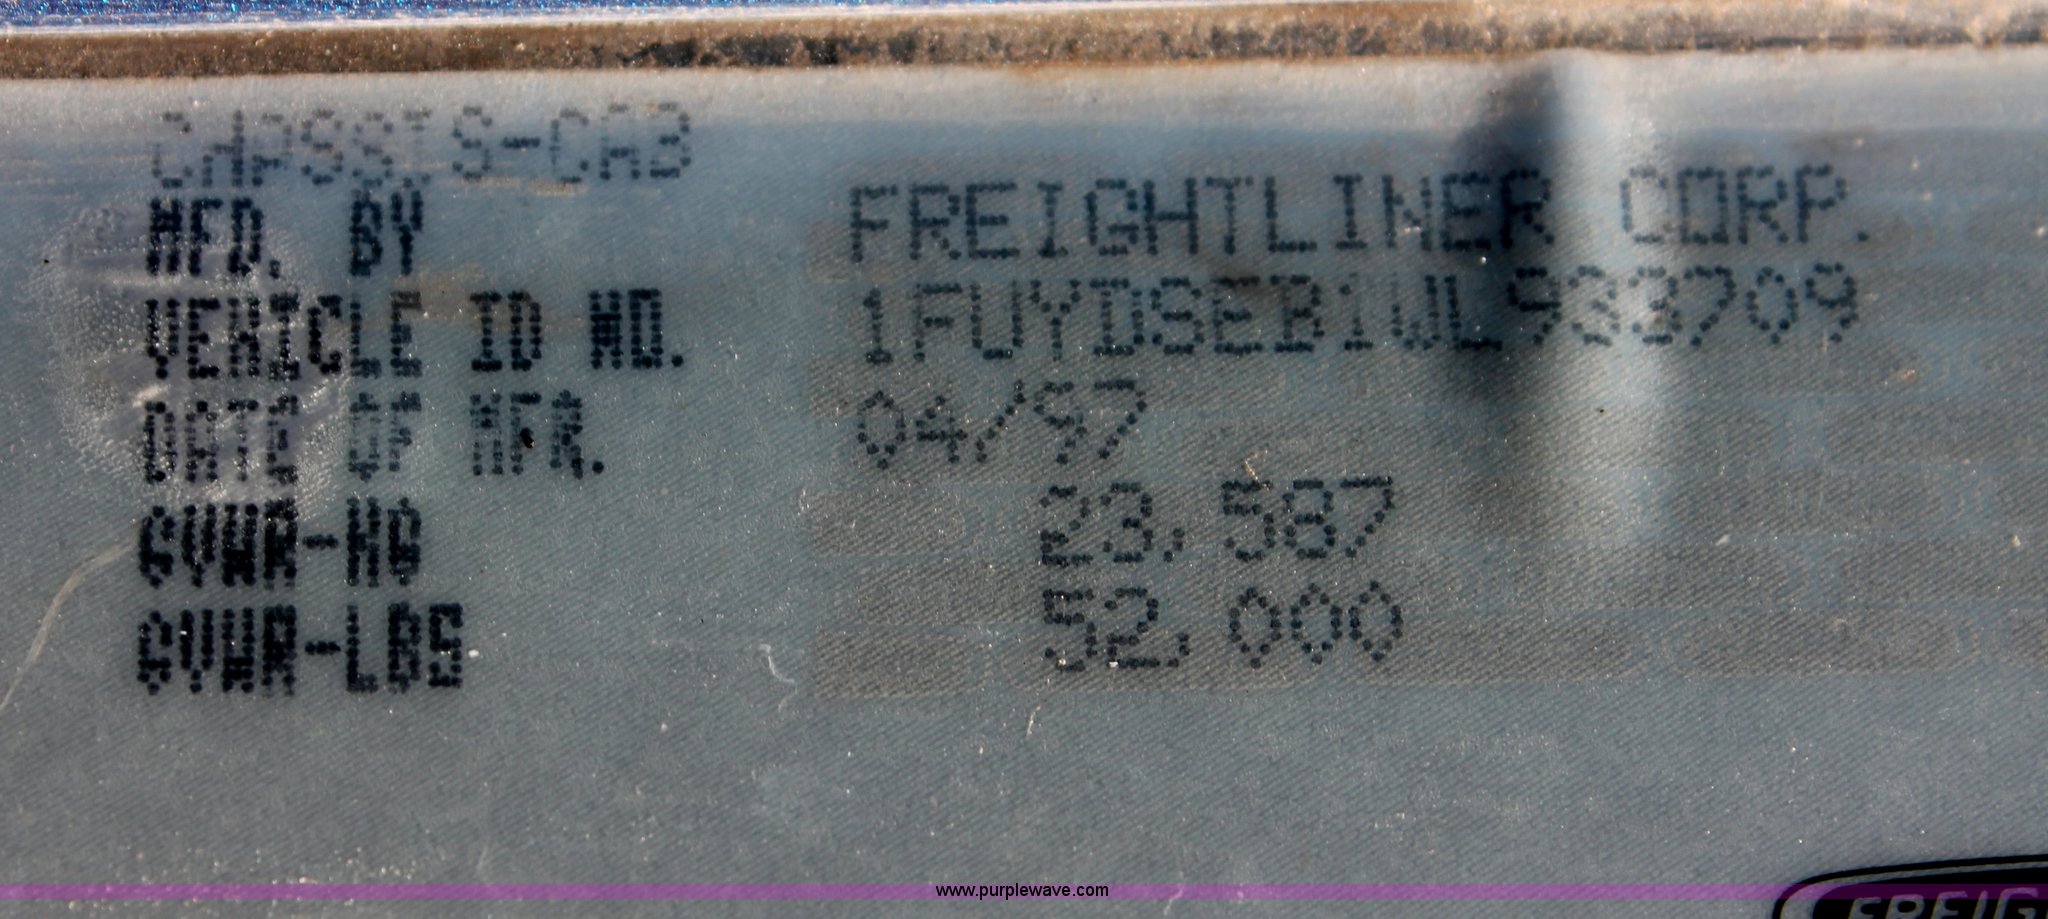 CHASSIS-CAB
MFD. BY FREIGHTLINER CORP.
VEHICLE ID NO. 1FUYDSEB1WL933709
DATE OF MFR. 04/97
GVWR-KG 23,587
GVWR-LBS 52,000
www.purplewave.com
FREIG